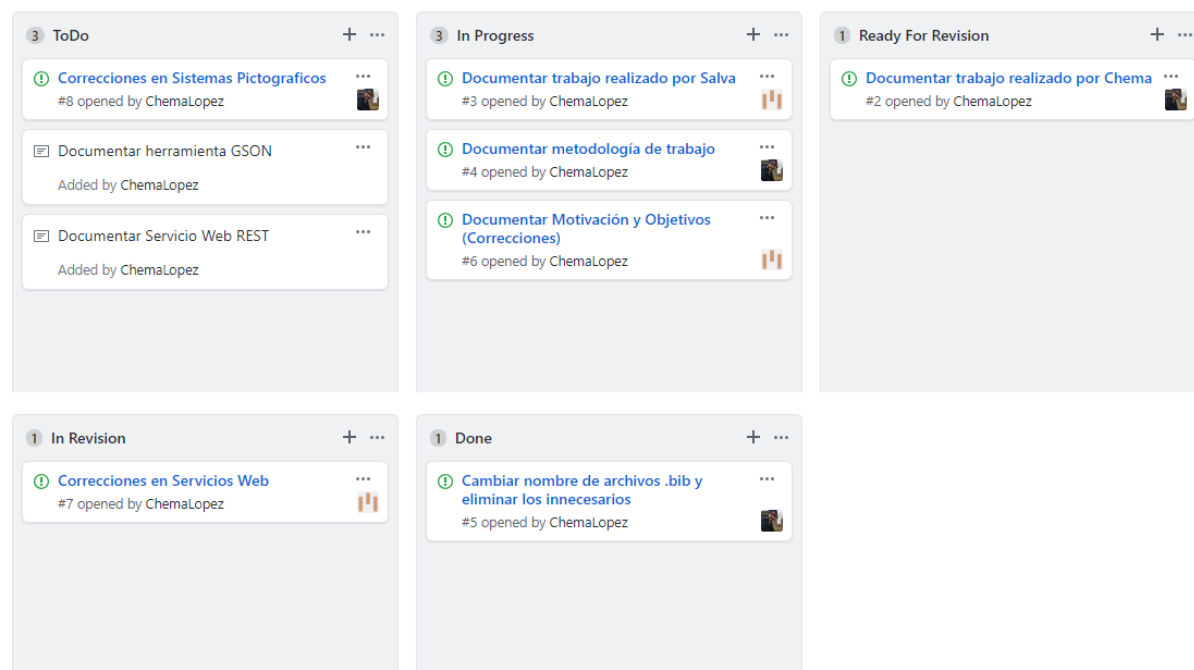 3 ToDo
Correcciones en Sistemas Pictograficos
#8 opened by ChemaLopez
Documentar herramienta GSON
Added by ChemaLopez
Documentar Servicio Web REST
Added by ChemaLopez
3 In Progress
Documentar trabajo realizado por Salva
#3 opened by ChemaLopez
Documentar metodología de trabajo
#4 opened by ChemaLopez
Documentar Motivación y Objetivos
(Correcciones)
#6 opened by ChemaLopez
1 Ready For Revision
Documentar trabajo realizado por Chema
#2 opened by ChemaLopez
1 In Revision
Correcciones en Servicios Web
#7 opened by ChemaLopez
1 Done
Cambiar nombre de archivos .bib y
eliminar los innecesarios
#5 opened by ChemaLopez